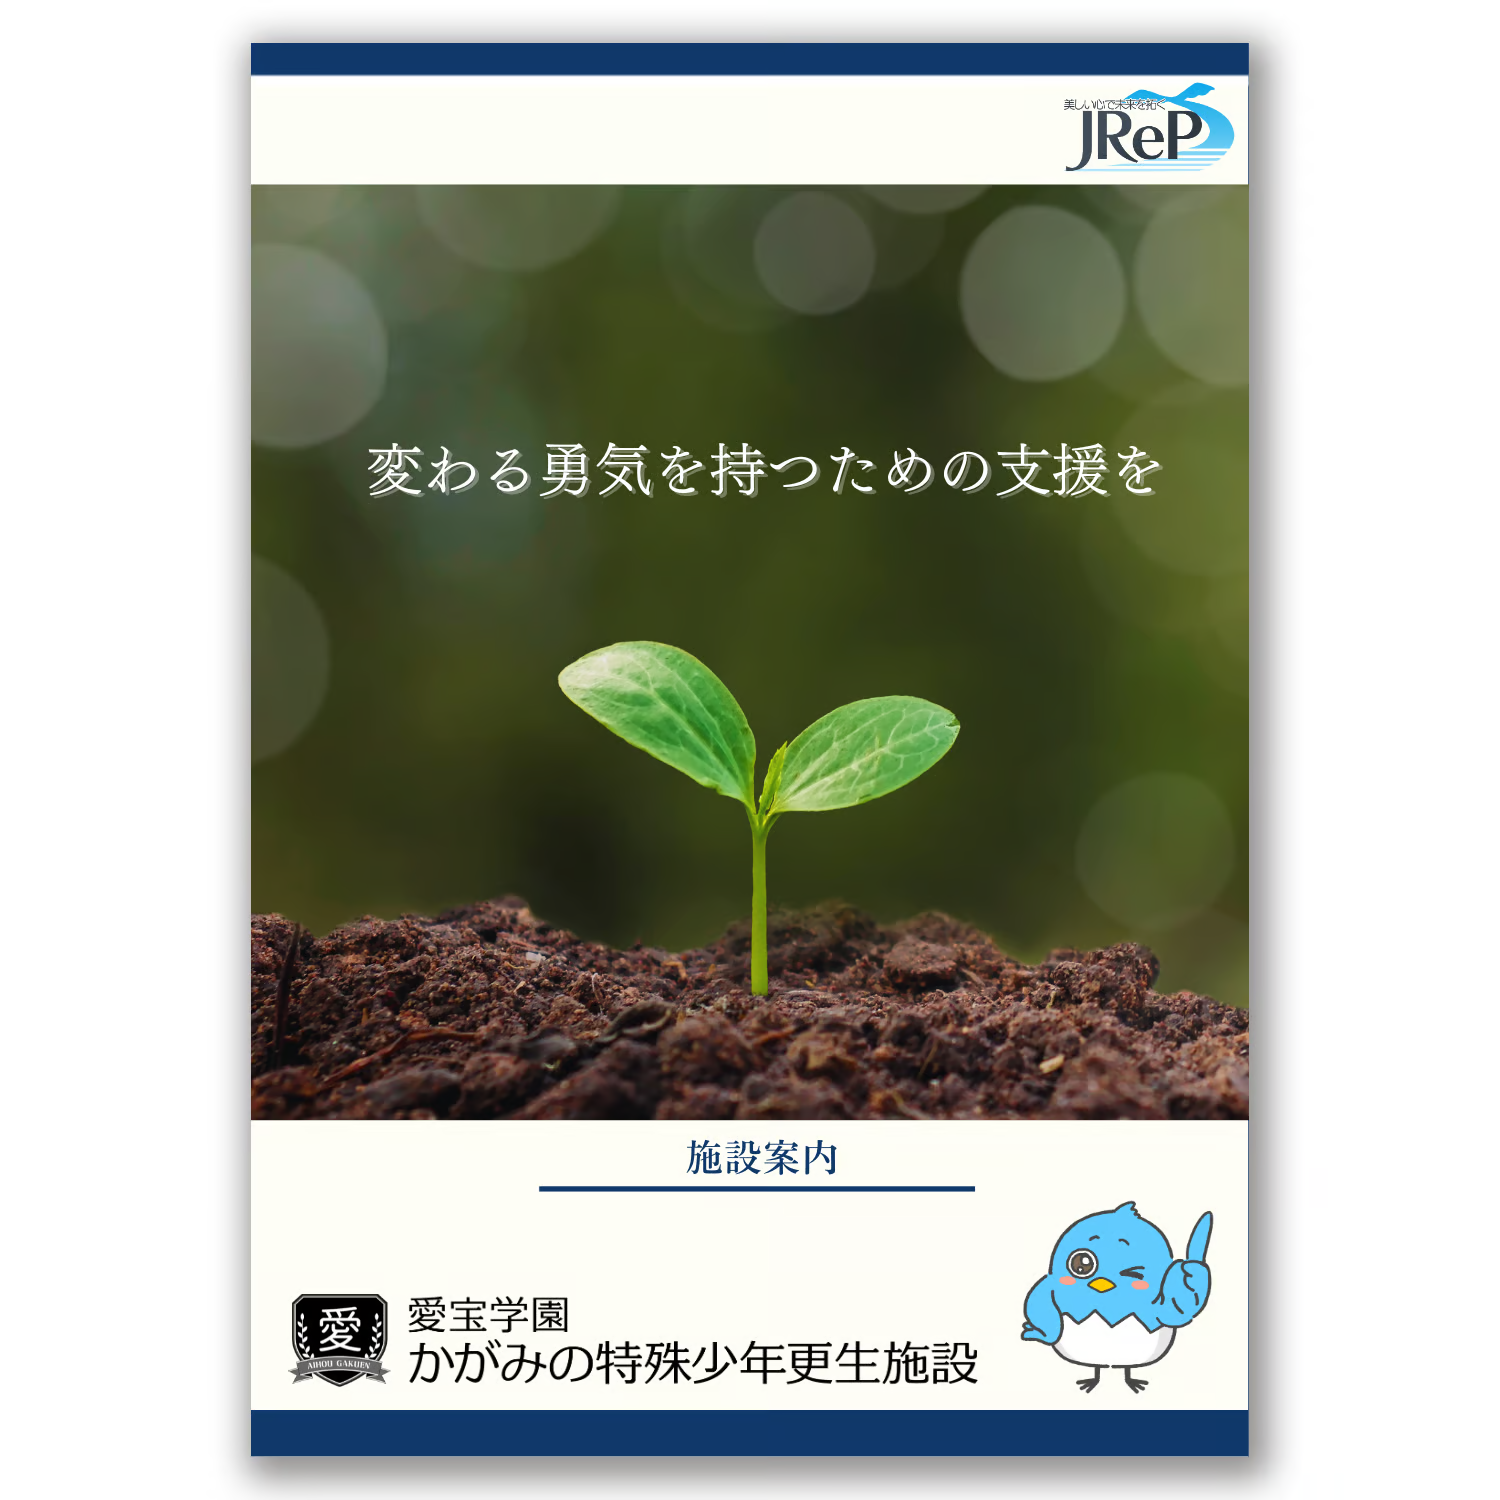 美しい心で未来を拓く
JReP
変わる勇気を持つための支援を
施設案内
愛
AIHOU GAKUEN
愛宝学園
かがみの特殊少年更生施設